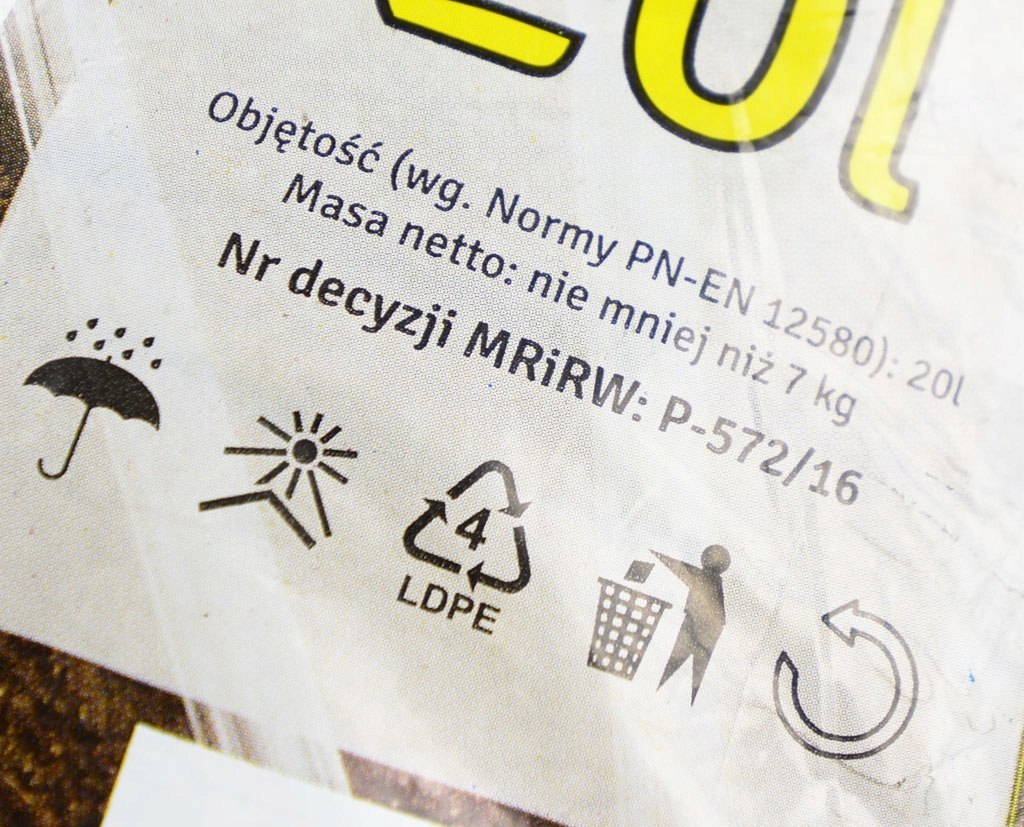 20l
Objętość (wg. Normy PN-EN 12580): 20l
Masa netto: nie mniej niż 7 kg
Nr decyzji MRiRW: P-572/16
4
LDPE